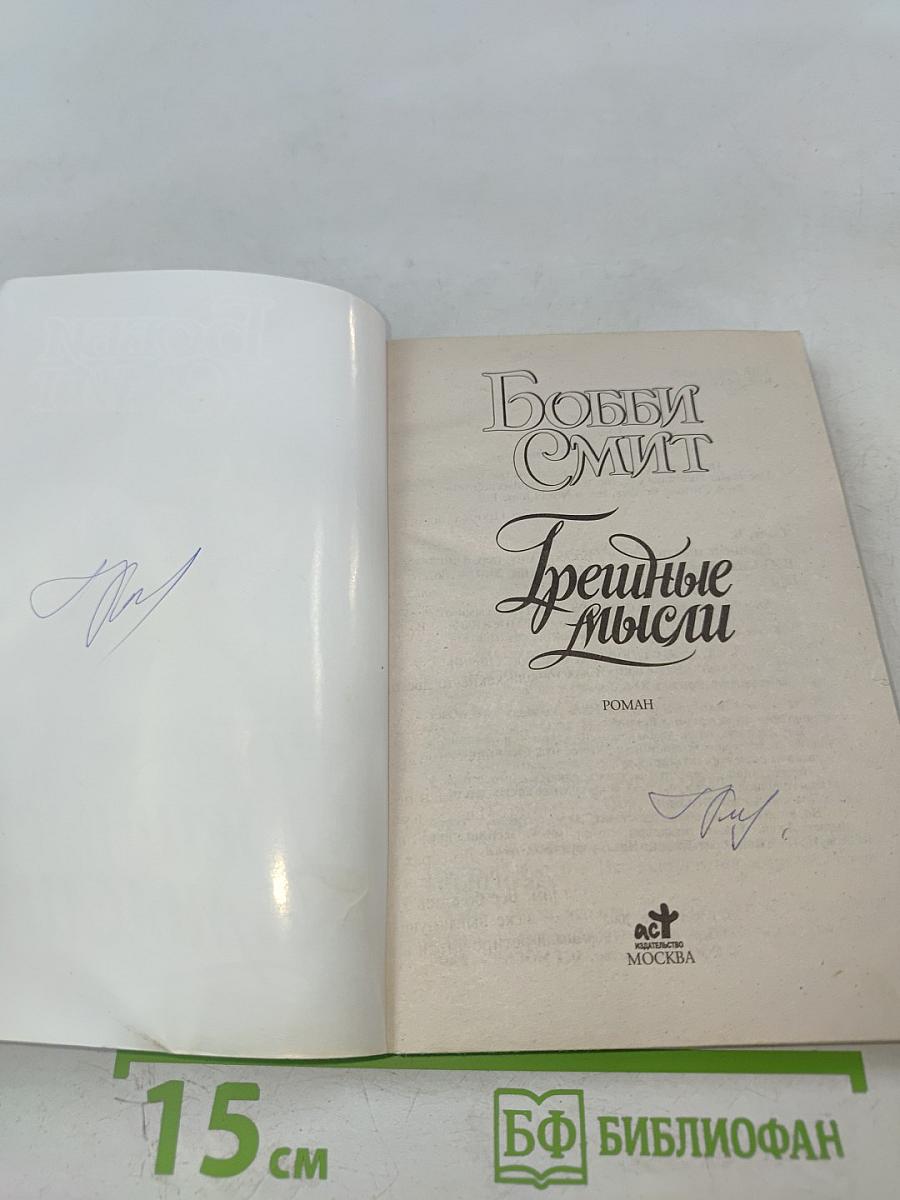 БОББИ
СМИТ
Грешные
мысли
РОМАН
аст
ИЗДАТЕЛЬСТВО
МОСКВА
15 см
БФ БИБЛИОФАН